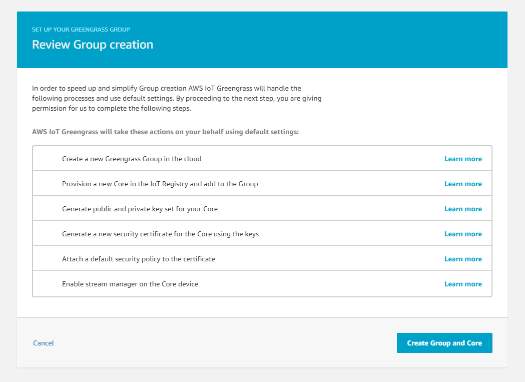 SET UP YOUR GREENGRASS GROUP
Review Group creation
In order to speed up and simplify Group creation AWS IoT Greengrass will handle the
following processes and use default settings. By proceeding to the next step, you are giving
permission for us to complete the following steps.
AWS IoT Greengrass will take these actions on your behalf using default settings:
Create a new Greengrass Group in the cloud Learn more
Provision a new Core in the IoT Registry and add to the Group Learn more
Generate public and private key set for your Core Learn more
Generate a new security certificate for the Core using the keys Learn more
Attach a default security policy to the certificate Learn more
Enable stream manager on the Core device Learn more
Cancel Create Group and Core